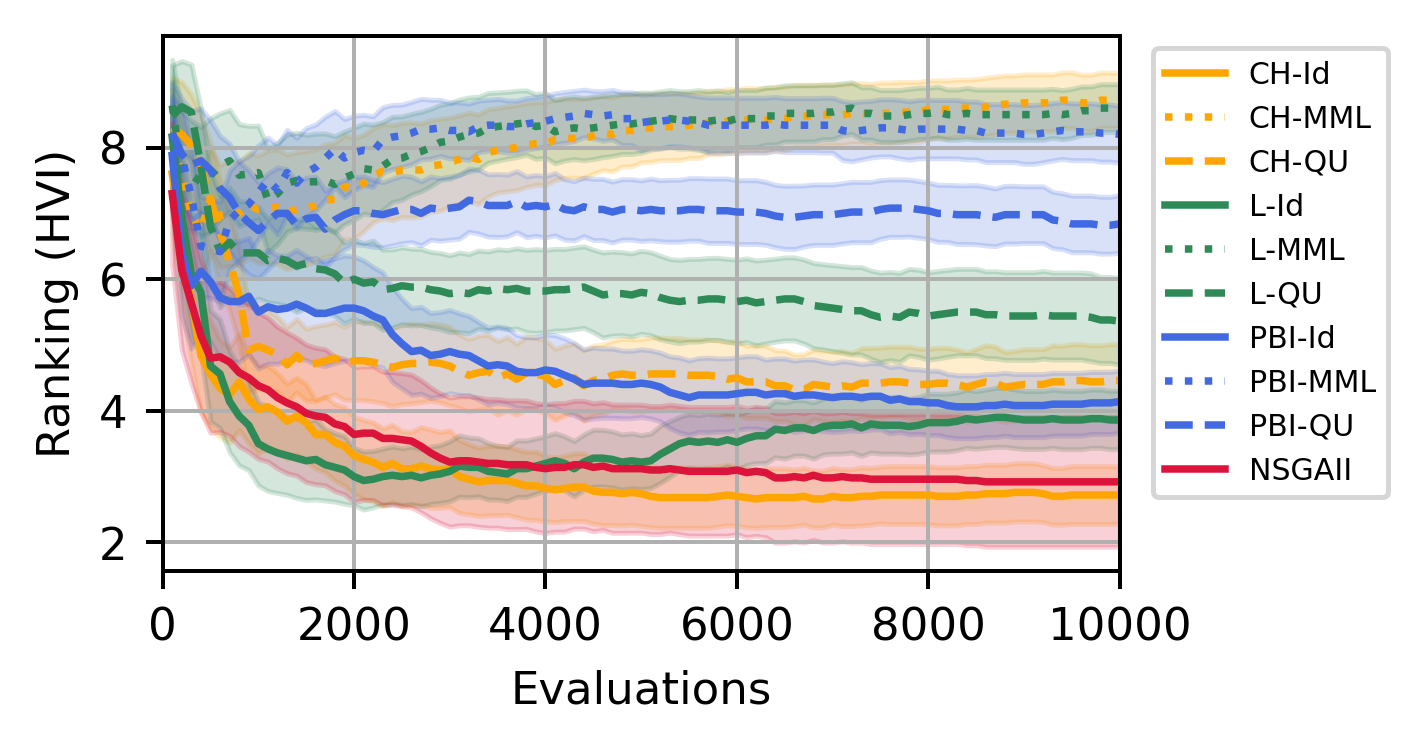 Ranking (HVI)
8
6
4
2
0
2000
4000
6000
8000
10000
Evaluations
CH-Id
CH-MML
CH-QU
L-Id
L-MML
L-QU
PBI-Id
PBI-MML
PBI-QU
NSGAII